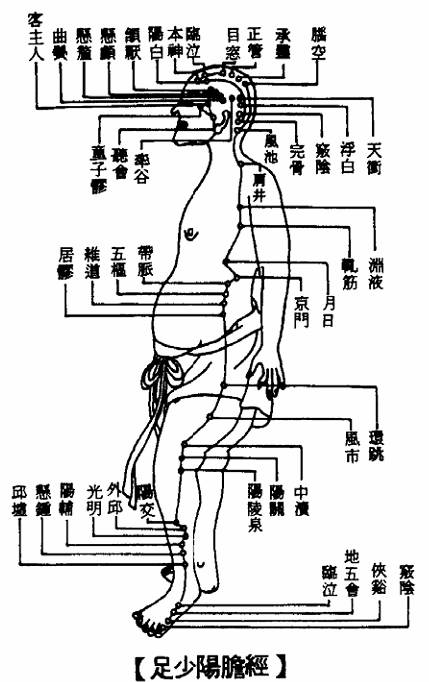 客主人
曲鬢
懸釐
懸顱
頷厭
陽白
本神
臨泣
目窓
正管
承靈
腦空
童子髎
聽會
率谷
風池
完骨
竅陰
浮白
天衝
肩井
居髎
維道
五樞
帶脈
京門
月日
輒筋
淵液
風市
環跳
邱墟
懸鍾
陽輔
光明
外邱
陽交
陽陵泉
陽關
中瀆
臨泣
地五會
俠谿
竅陰
【足少陽膽經】